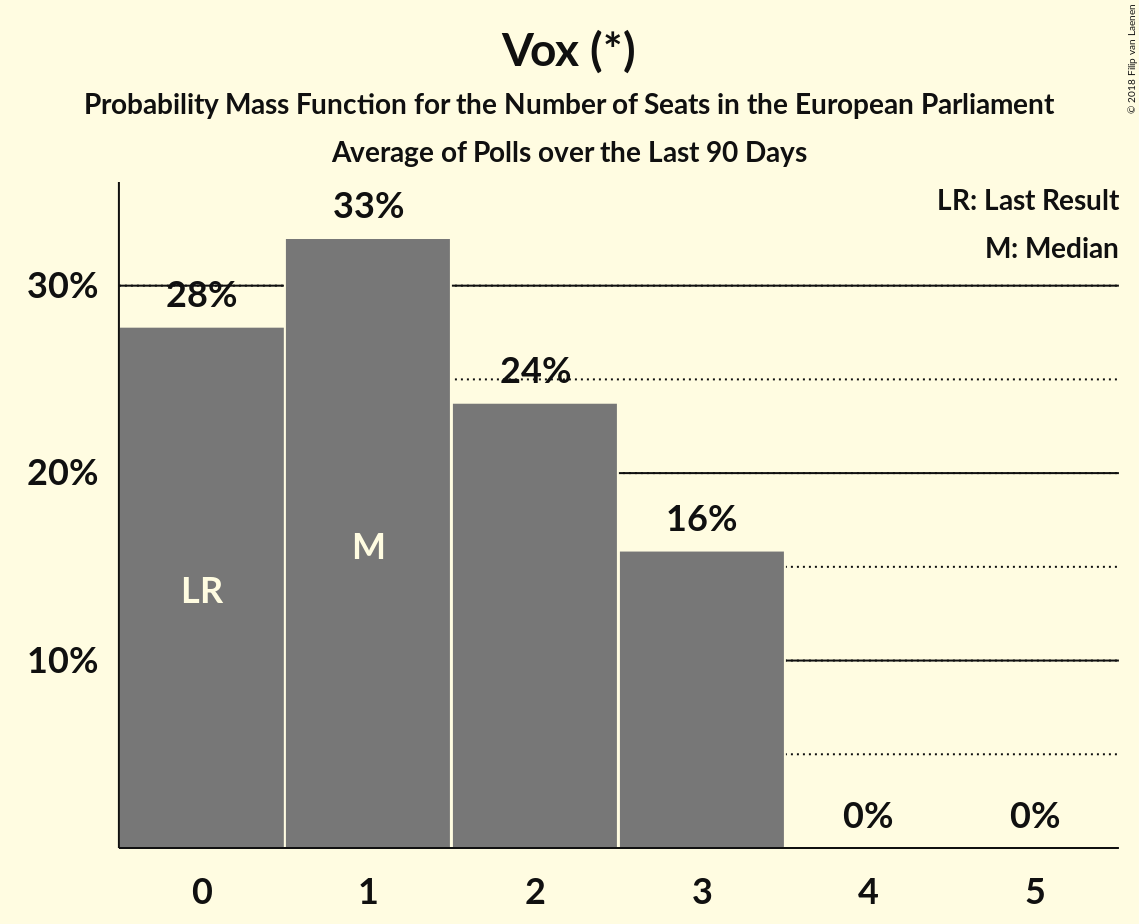 Vox (*)
Probability Mass Function for the Number of Seats in the European Parliament
Average of Polls over the Last 90 Days
© 2018 Filip van Laenen
LR: Last Result
M: Median
33%
30%
28%
24%
20%
16%
M
LR
10%
0%
0%
0 1 2 3 4 5